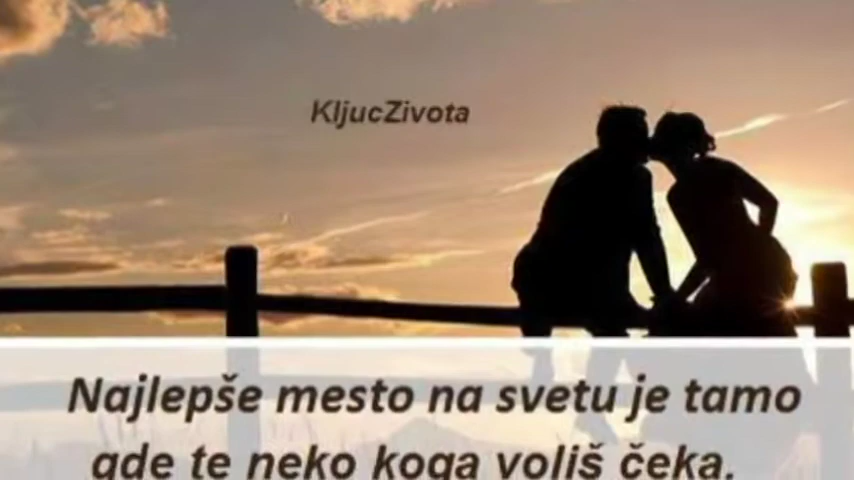 KljucZivota
Najlepše mesto na svetu je tamo
gde te neko koga voliš čeka.